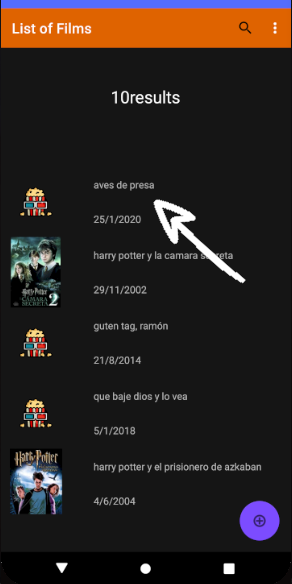 List of Films
10results
aves de presa
25/1/2020
harry potter y la camara secreta
29/11/2002
guten tag, ramón
21/8/2014
que baje dios y lo vea
5/1/2018
harry potter y el prisionero de azkaban
4/6/2004
Harry Potter
CÁMARA
SECRETA 2
Harry Potter